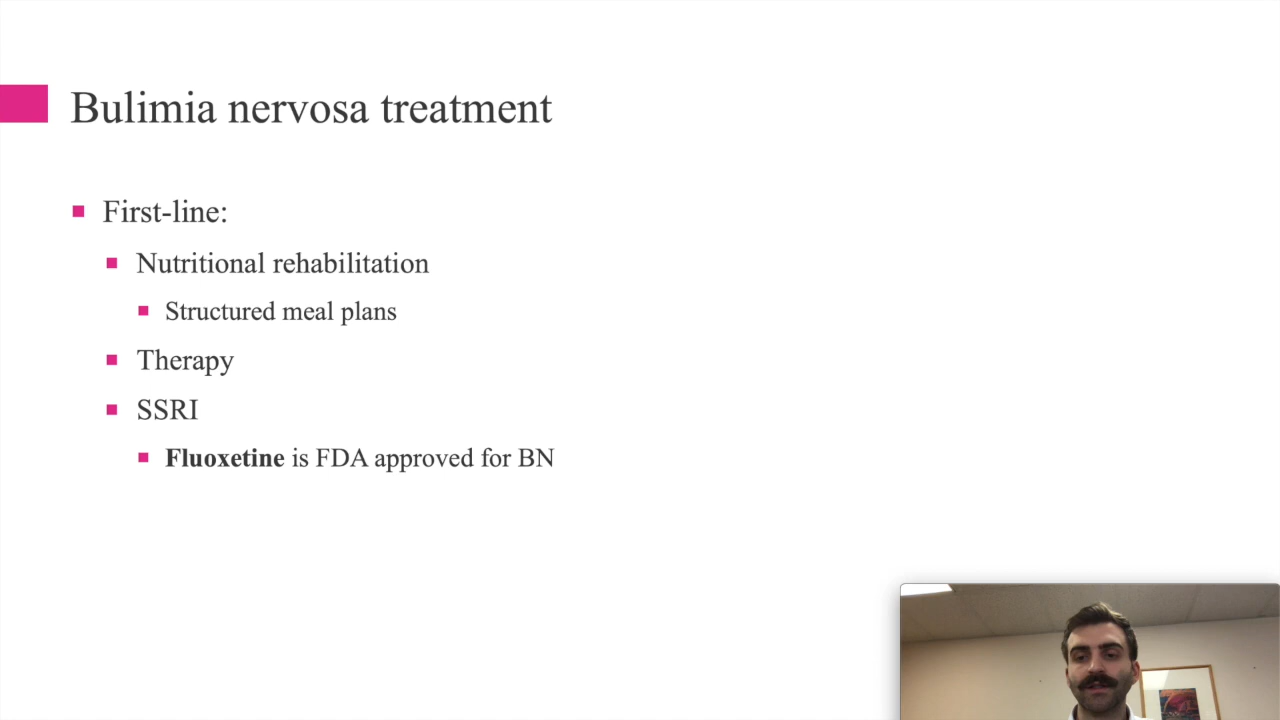 Bulimia nervosa treatment
First-line:
Nutritional rehabilitation
Structured meal plans
Therapy
SSRI
Fluoxetine is FDA approved for BN